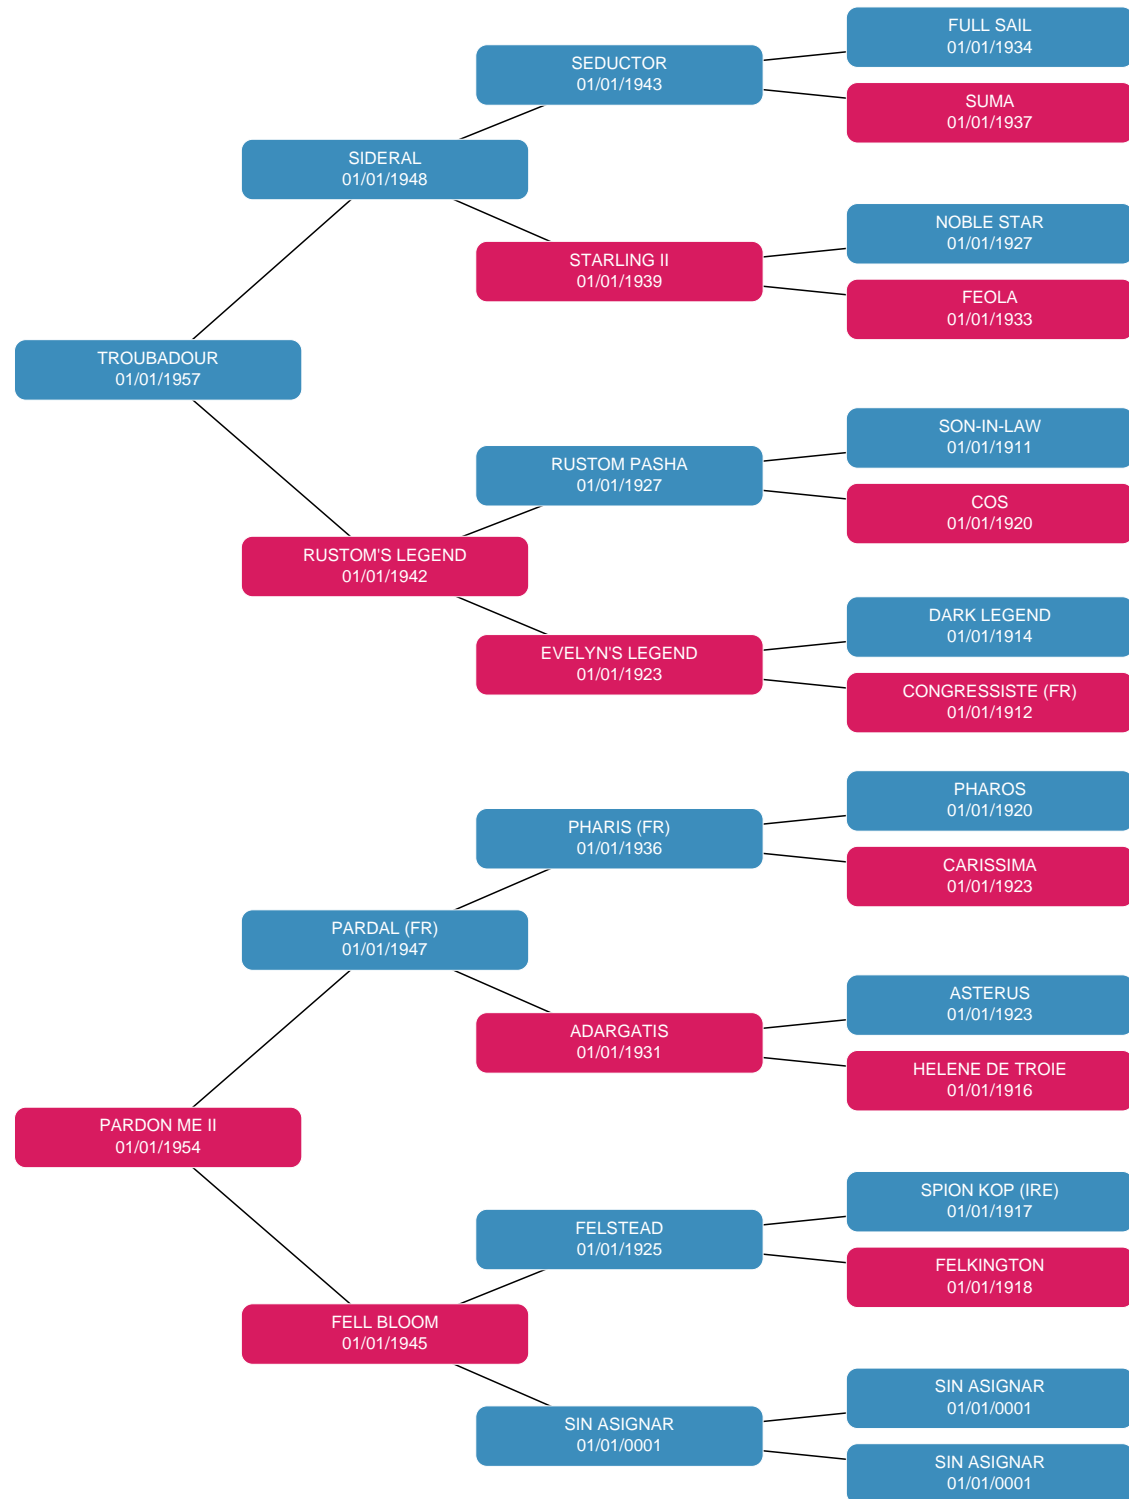 FULL SAIL
01/01/1934
SEDUCTOR
01/01/1943
SUMA
01/01/1937
SIDERAL
01/01/1948
NOBLE STAR
01/01/1927
STARLING II
01/01/1939
FEOLA
01/01/1933
TROUBADOUR
01/01/1957
SON-IN-LAW
01/01/1911
RUSTOM PASHA
01/01/1927
COS
01/01/1920
RUSTOM'S LEGEND
01/01/1942
DARK LEGEND
01/01/1914
EVELYN'S LEGEND
01/01/1923
CONGRESSISTE (FR)
01/01/1912
PHAROS
01/01/1920
PHARIS (FR)
01/01/1936
CARISSIMA
01/01/1923
PARDAL (FR)
01/01/1947
ASTERUS
01/01/1923
ADARGATIS
01/01/1931
HELENE DE TROIE
01/01/1916
PARDON ME II
01/01/1954
SPION KOP (IRE)
01/01/1917
FELSTEAD
01/01/1925
FELKINGTON
01/01/1918
FELL BLOOM
01/01/1945
SIN ASIGNAR
01/01/0001
SIN ASIGNAR
01/01/0001
SIN ASIGNAR
01/01/0001